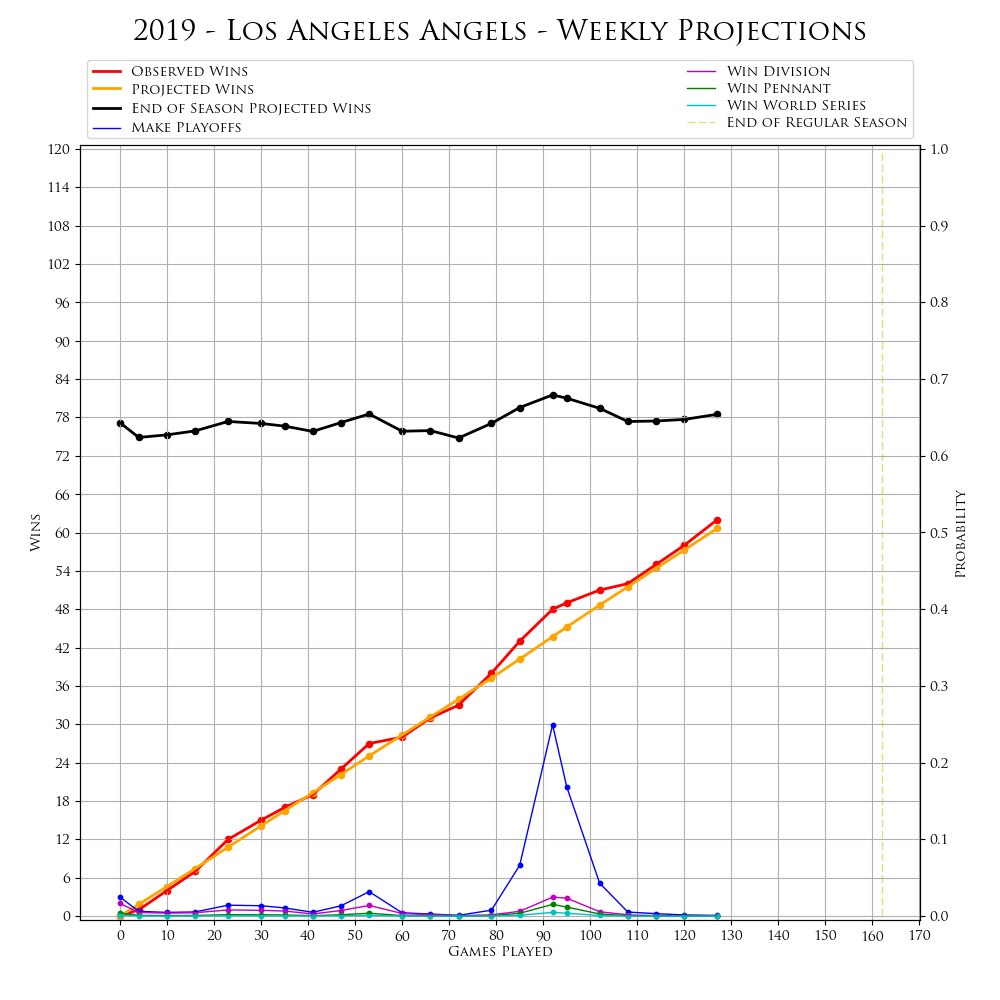 2019 - Los Angeles Angels - Weekly Projections
Observed Wins
Projected Wins
End of Season Projected Wins
Make Playoffs
Win Division
Win Pennant
Win World Series
End of Regular Season
120
114
108
102
96
90
84
78
72
66
60
54
48
42
36
30
24
18
12
6
0
Wins
1.0
0.9
0.8
0.7
0.6
0.5
0.4
0.3
0.2
0.1
0.0
Probability
0 10 20 30 40 50 60 70 80 90 100 110 120 130 140 150 160 170
Games Played